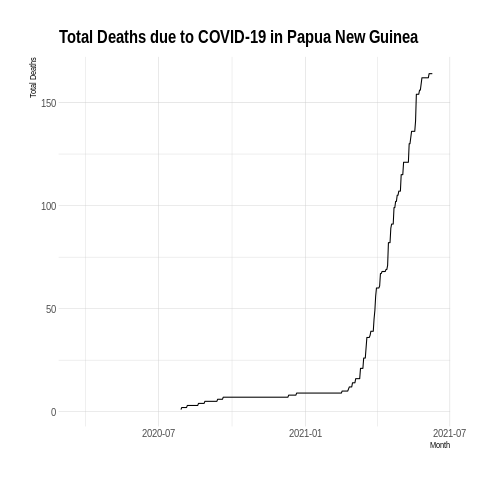 Total Deaths due to COVID-19 in Papua New Guinea
Total Deaths
150
100
50
0
2020-07
2021-01
2021-07
Month